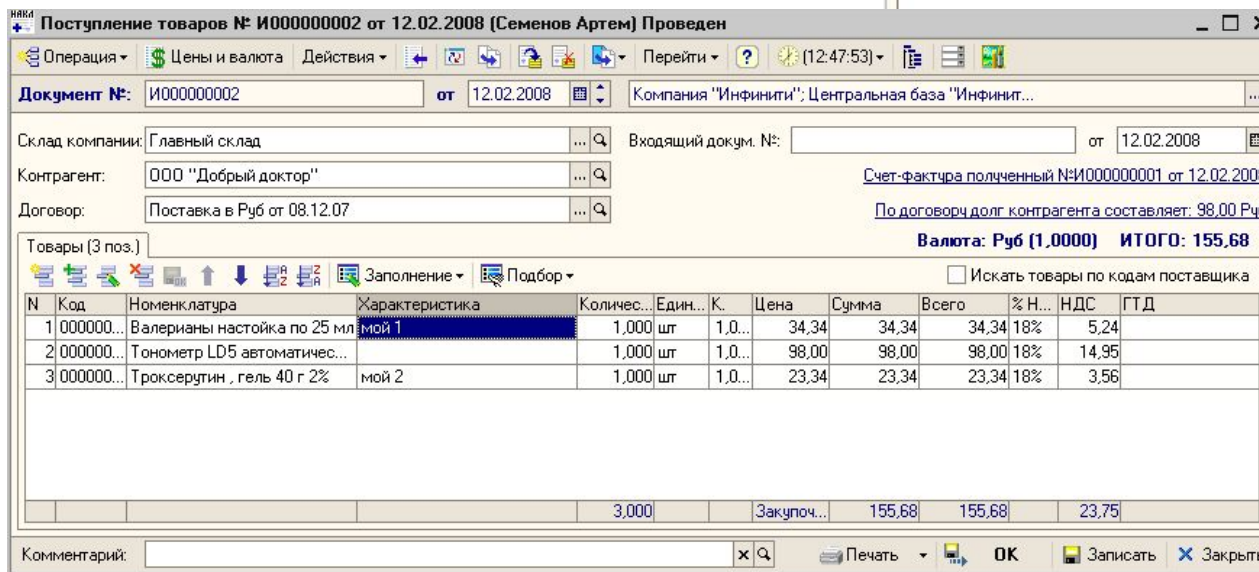 НАКЛ
Поступление товаров № И000000002 от 12.02.2008 (Семенов Артем) Проведен
Операция Цены и валюта Действия Перейти ? (12:47:53)
Документ №: И000000002 от 12.02.2008 Компания "Инфинити"; Центральная база "Инфинит...
Склад компании: Главный склад ... Входящий докум. №: от 12.02.2008
Контрагент: ООО "Добрый доктор" ... Счет-фактура полученный №И000000001 от 12.02.200
Договор: Поставка в Руб от 08.12.07 ... По договору долг контрагента составляет: 98,00 Ру
Товары (3 поз.) Валюта: Руб (1,0000) ИТОГО: 155,68
Заполнение Подбор Искать товары по кодам поставщика
N Код Номенклатура Характеристика Количес... Един... К. Цена Сумма Всего % Н... НДС ГТД
1 000000... Валерианы настойка по 25 мл мой 1 1,000 шт 1,0... 34,34 34,34 34,34 18% 5,24
2 000000... Тонометр LD5 автоматичес... 1,000 шт 1,0... 98,00 98,00 98,00 18% 14,95
3 000000... Троксерутин , гель 40 г 2% мой 2 1,000 шт 1,0... 23,34 23,34 23,34 18% 3,56
3,000 Закупоч... 155,68 155,68 23,75
Комментарий: Печать OK Записать Закрыть